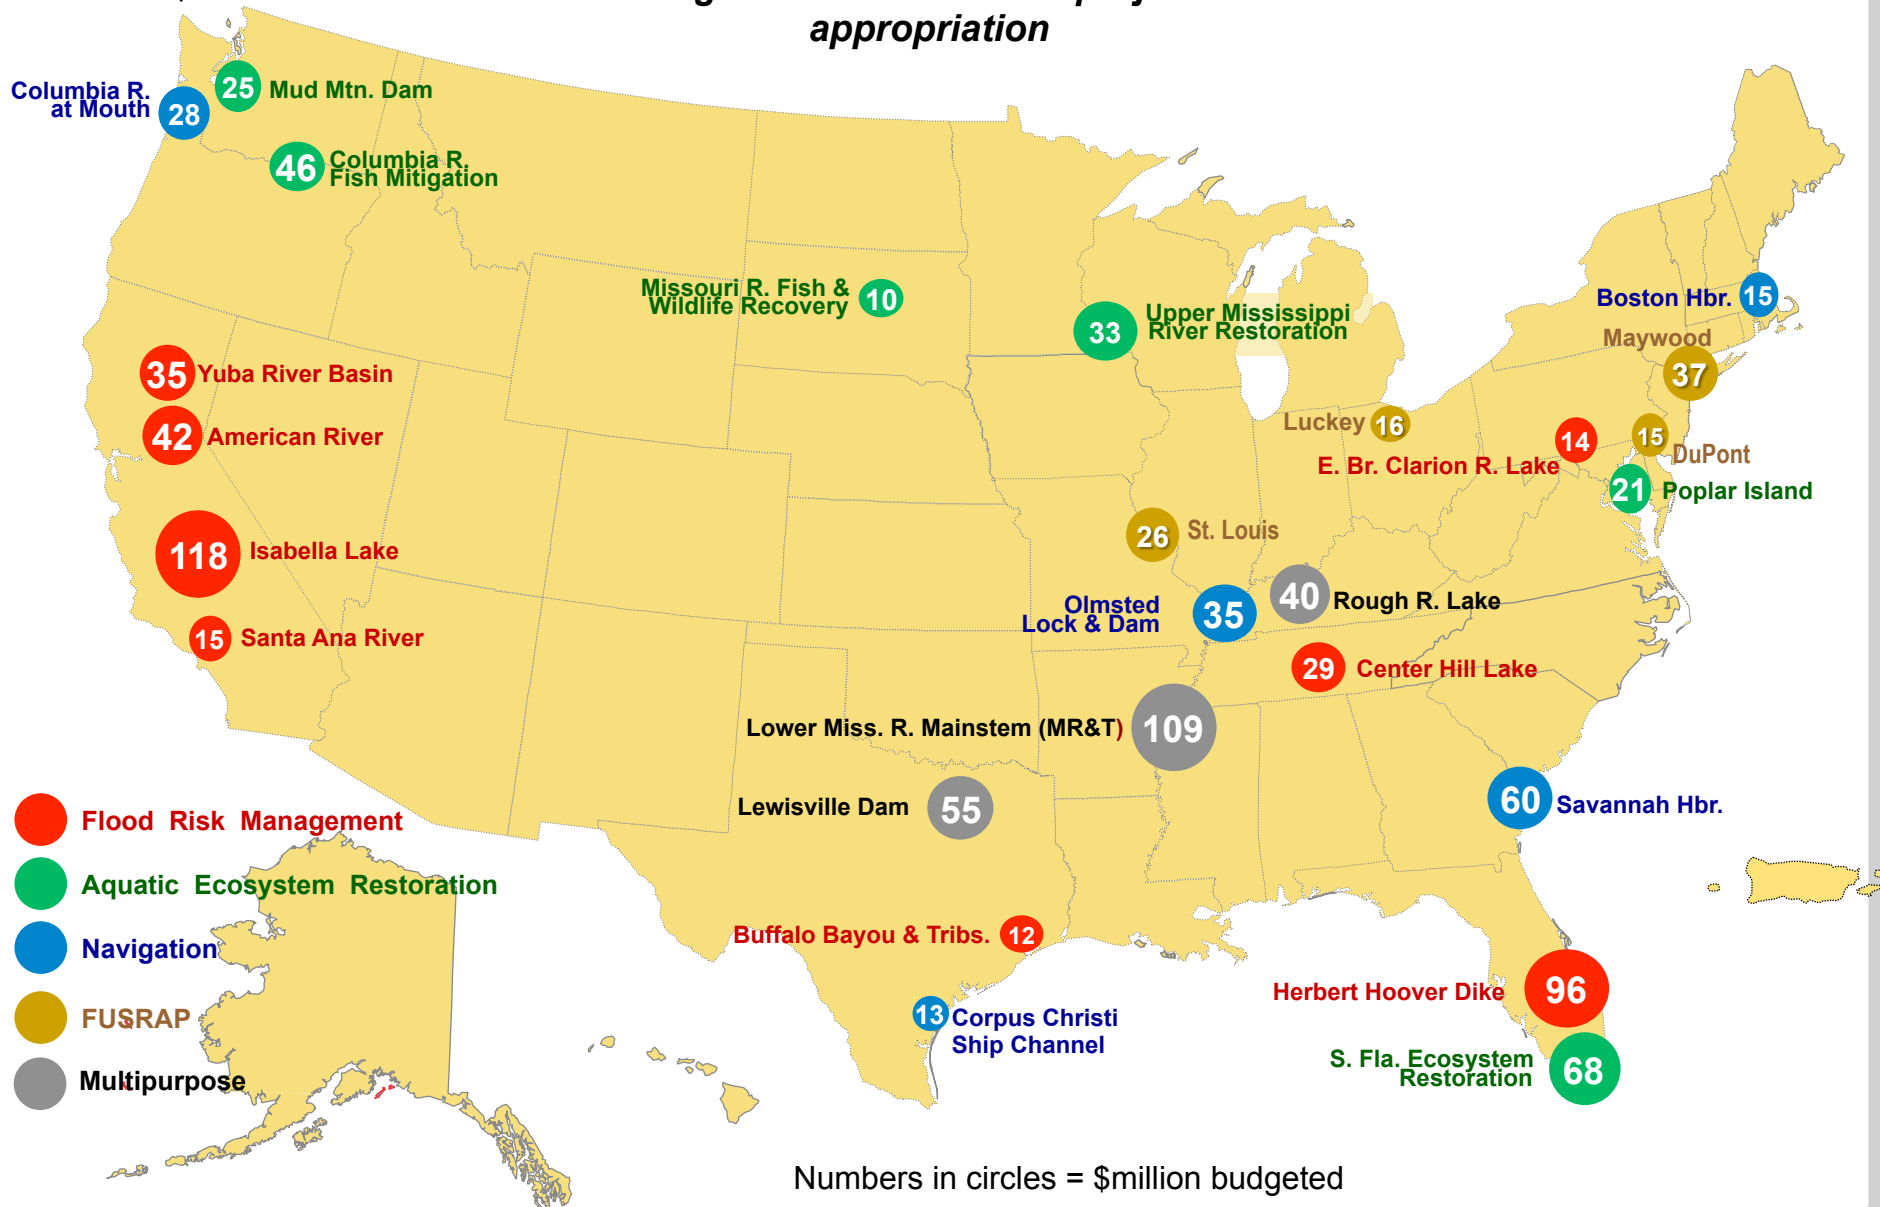 appropriation
Columbia R.
at Mouth
28
25
Mud Mtn. Dam
46
Columbia R.
Fish Mitigation
Missouri R. Fish &
Wildlife Recovery
10
33
Upper Mississippi
River Restoration
Boston Hbr.
15
Maywood
37
35
Yuba River Basin
42
American River
Luckey
16
14
E. Br. Clarion R. Lake
15
DuPont
21
Poplar Island
118
Isabella Lake
26
St. Louis
15
Santa Ana River
Olmsted
Lock & Dam
35
40
Rough R. Lake
29
Center Hill Lake
Lower Miss. R. Mainstem (MR&T)
109
Lewisville Dam
55
60
Savannah Hbr.
Flood Risk Management
Aquatic Ecosystem Restoration
Navigation
FUSRAP
Multipurpose
Buffalo Bayou & Tribs.
12
13
Corpus Christi
Ship Channel
Herbert Hoover Dike
96
S. Fla. Ecosystem
Restoration
68
Numbers in circles = $million budgeted